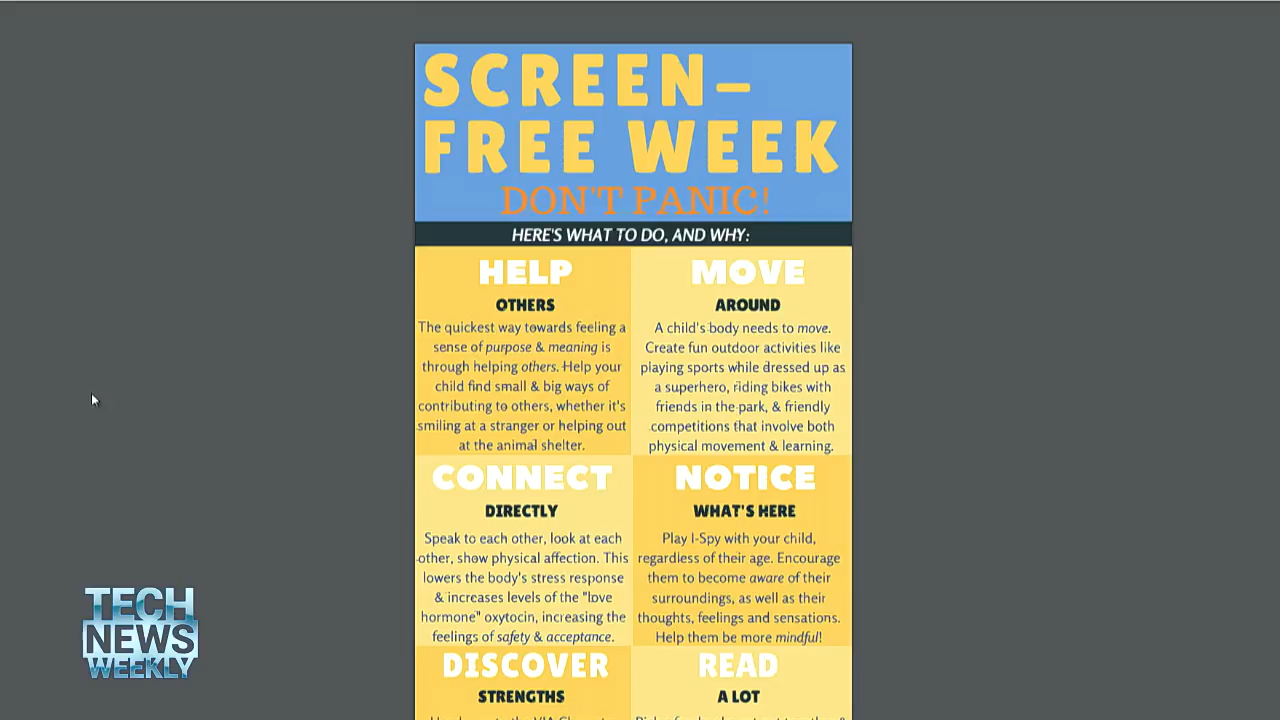 SCREEN-
FREE WEEK
DON'T PANIC!
HERE'S WHAT TO DO, AND WHY:
HELP
OTHERS
The quickest way towards feeling a
sense of purpose & meaning is
through helping others. Help your
child find small & big ways of
contributing to others, whether it's
smiling at a stranger or helping out
at the animal shelter.
MOVE
AROUND
A child's body needs to move.
Create fun outdoor activities like
playing sports while dressed up as
a superhero, riding bikes with
friends in the park, & friendly
competitions that involve both
physical movement & learning.
CONNECT
DIRECTLY
Speak to each other, look at each
other, show physical affection. This
lowers the body's stress response
& increases levels of the "love
hormone" oxytocin, increasing the
feelings of safety & acceptance.
NOTICE
WHAT'S HERE
Play I-Spy with your child,
regardless of their age. Encourage
them to become aware of their
surroundings, as well as their
thoughts, feelings and sensations.
Help them be more mindful!
DISCOVER
STRENGTHS
READ
A LOT
TECH
NEWS
WEEKLY